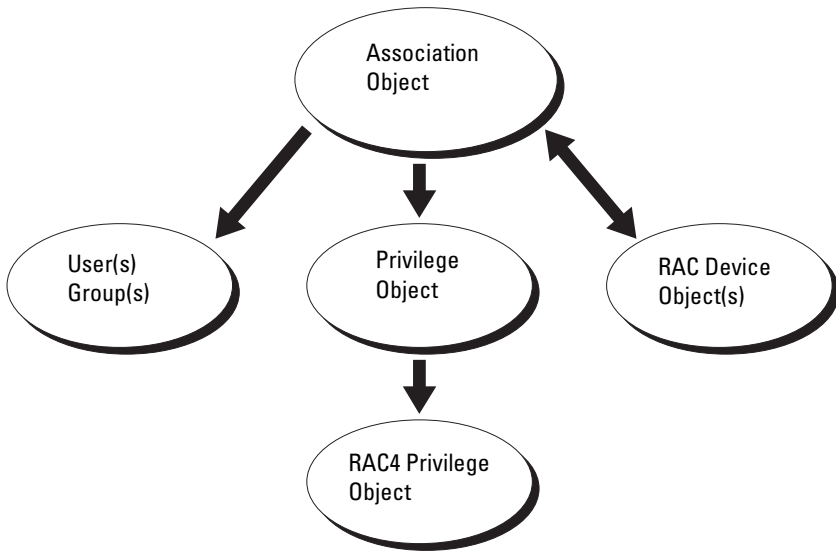 Association
Object
User(s)
Group(s)
Privilege
Object
RAC Device
Object(s)
RAC4 Privilege
Object